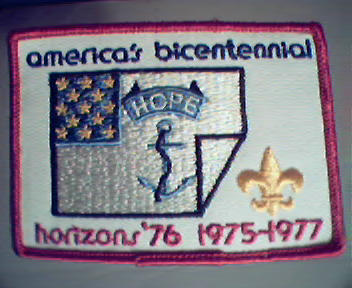 america's bicentennial
HOPE
horizons '76 1975-1977